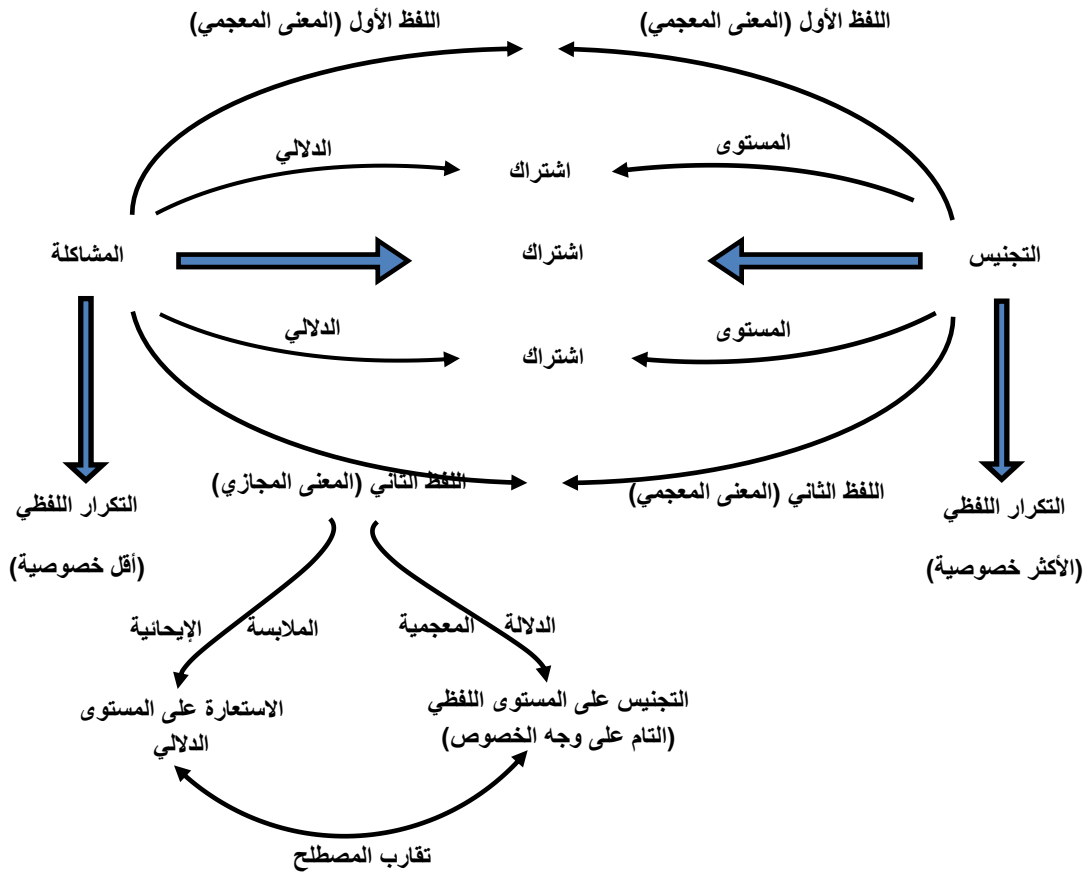 اللفظ الأول (المعنى المعجمي)
اللفظ الأول (المعنى المعجمي)
المستوى
الدلالي
اشتراك
التجنيس
اشتراك
المشاكلة
المستوى
الدلالي
اشتراك
اللفظ الثاني (المعنى المعجمي)
اللفظ الثاني (المعنى المجازي)
التكرار اللفظي
(الأكثر خصوصية)
التكرار اللفظي
(أقل خصوصية)
الدلالة المعجمية
الملابسة الإيحائية
التجنيس على المستوى اللفظي
(التام على وجه الخصوص)
الاستعارة على المستوى
الدلالي
تقارب المصطلح